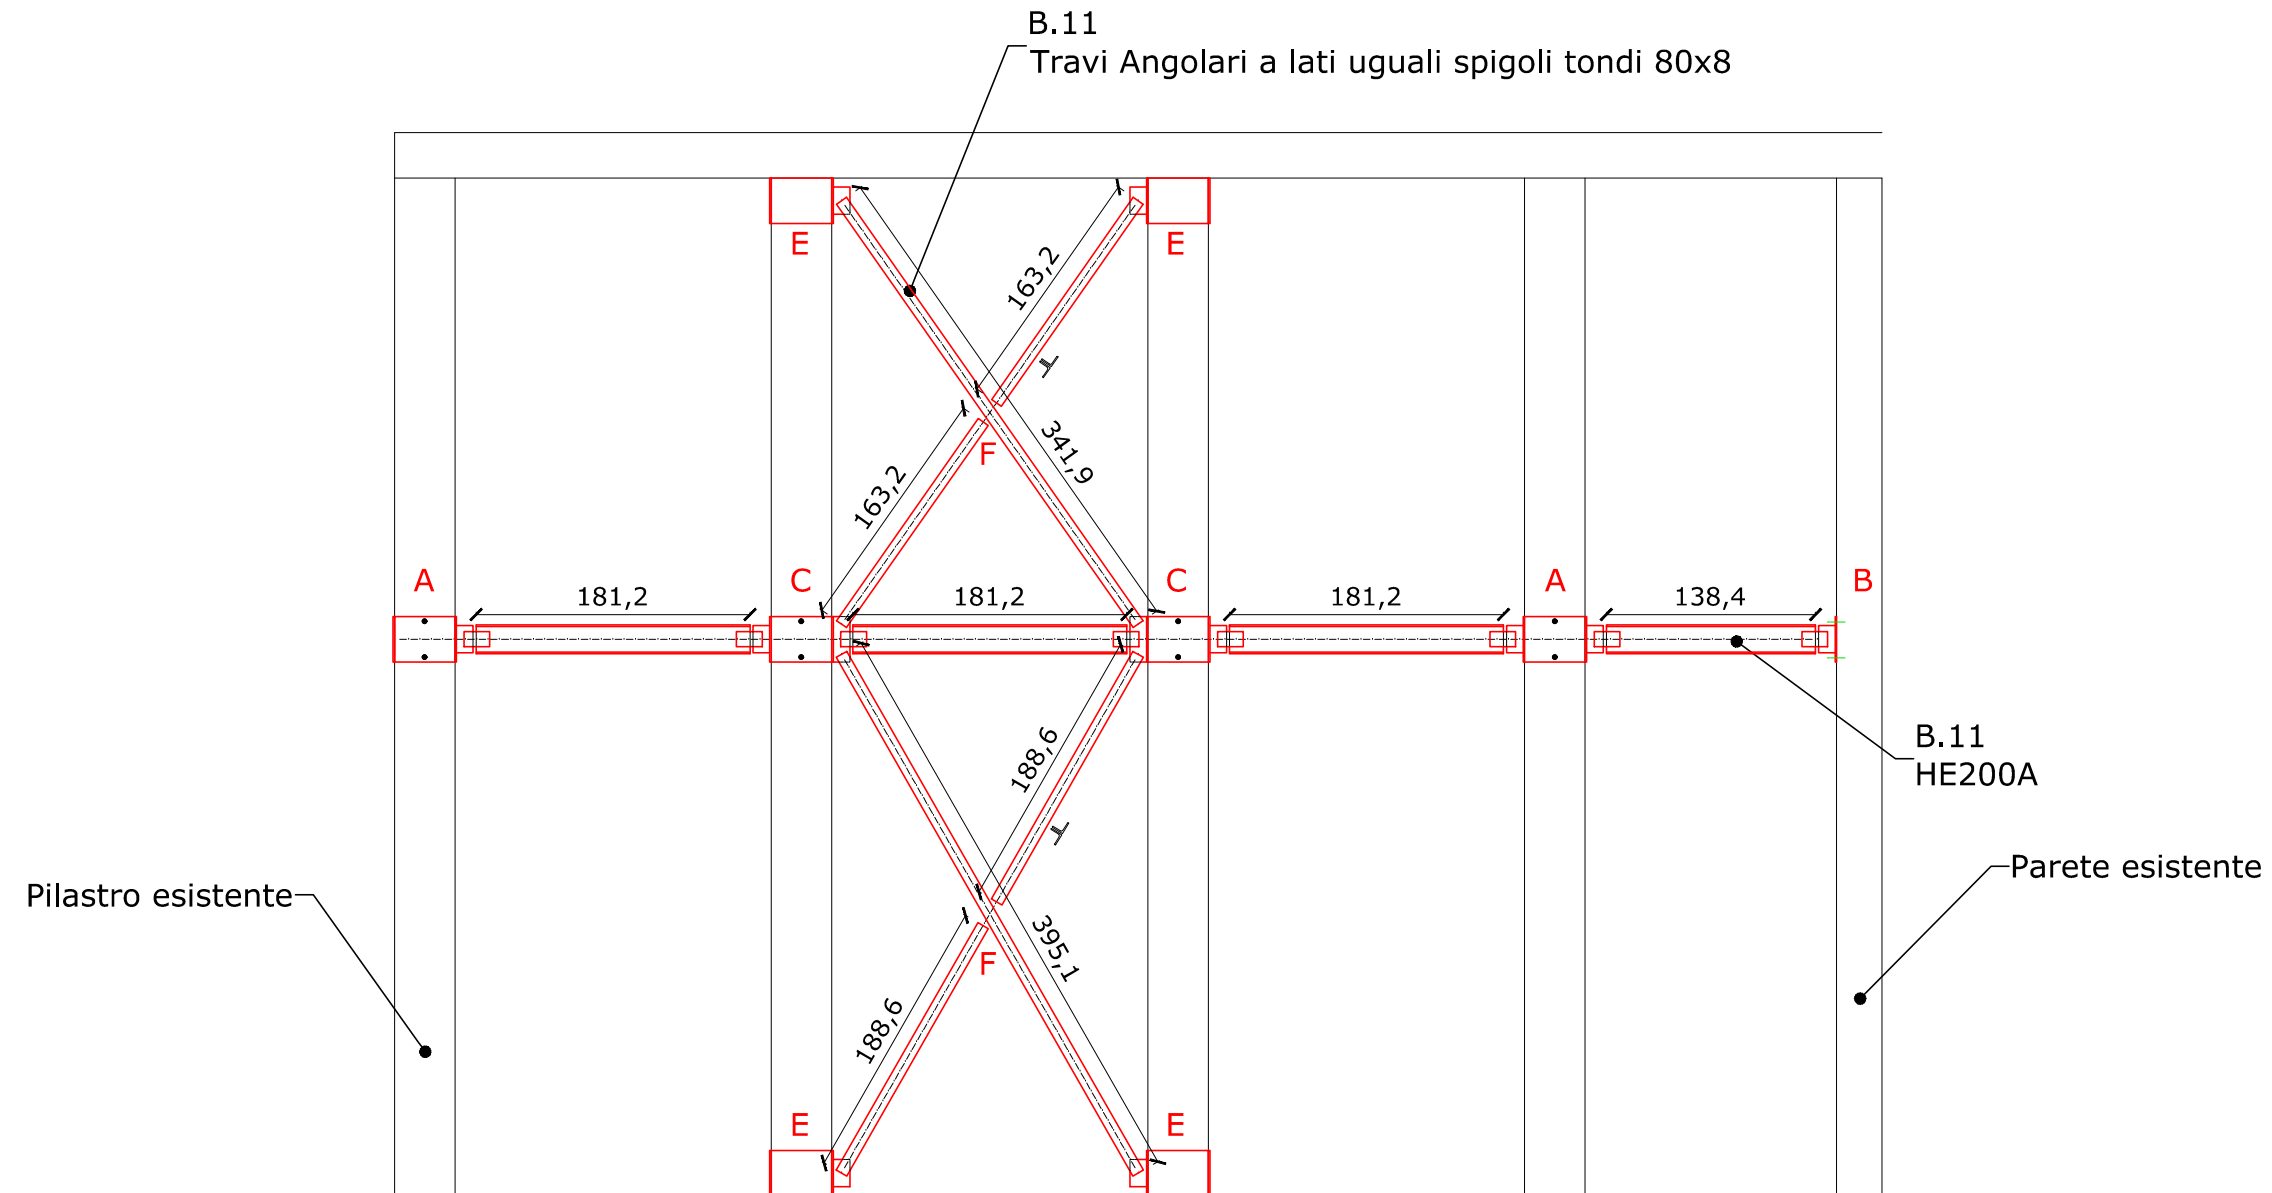 B.11
Travi Angolari a lati uguali spigoli tondi 80x8
E
E
163,2
341,9
F
163,2
A
C
C
A
B
181,2
181,2
181,2
138,4
B.11
HE200A
188,6
Pilastro esistente
Parete esistente
395,1
F
188,6
E
E